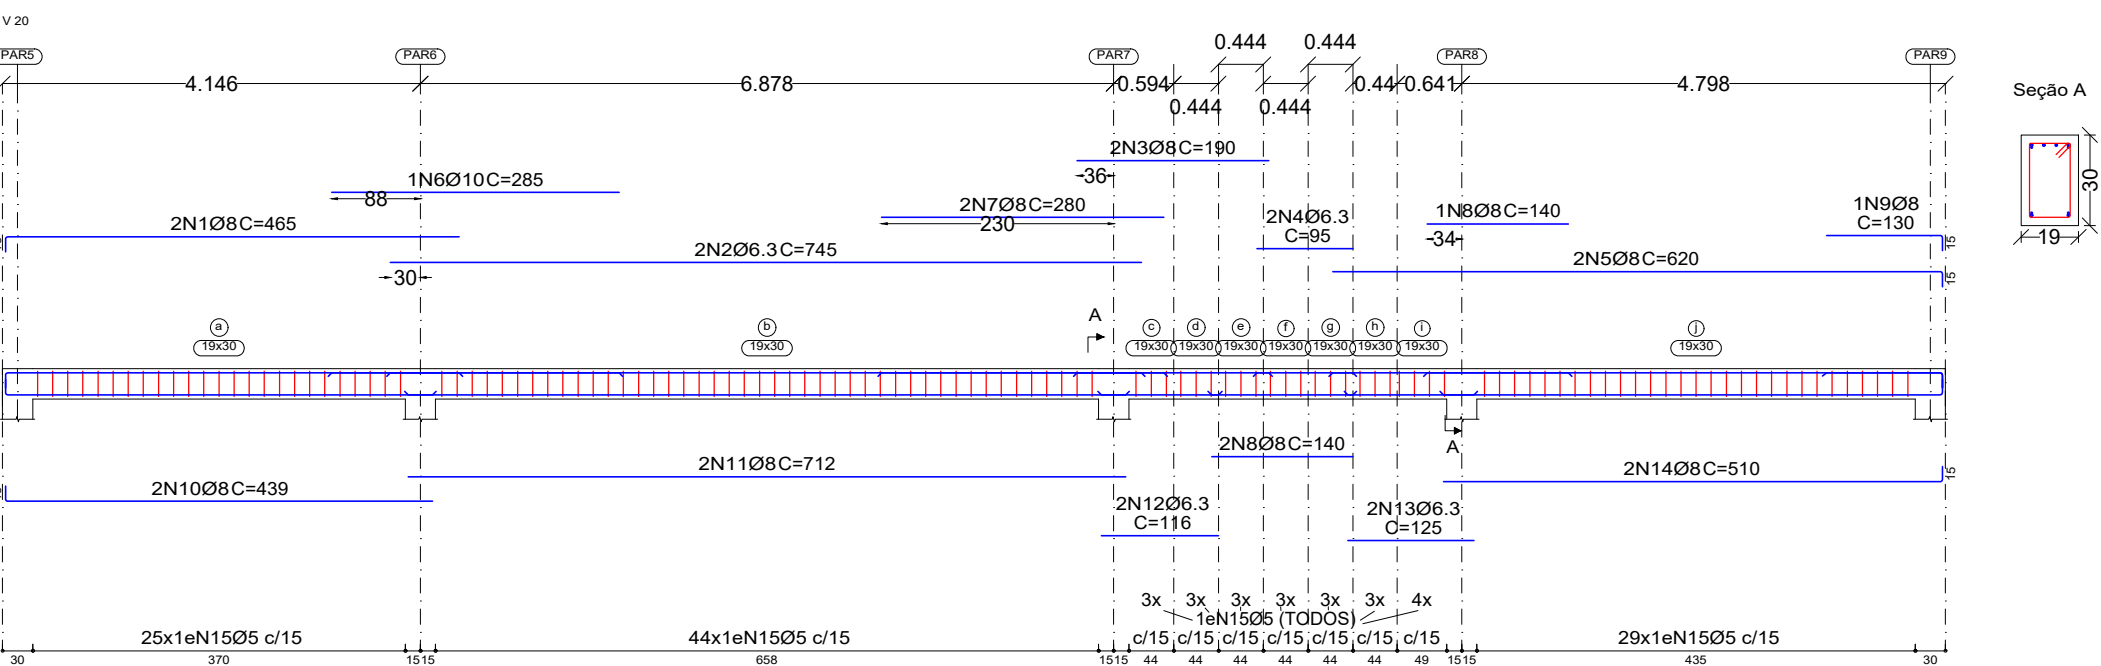 V 20
PAR5 PAR6 PAR7 PAR8 PAR9
0.444 0.444
4.146 6.878 0.594 0.44 0.641 4.798
0.444 0.444
Seção A
2N3Ø8C=190
36
1N6Ø10C=285
88
2N7Ø8C=280
230
2N4Ø6.3
C=95
1N8Ø8C=140
34
1N9Ø8
C=130
15
2N1Ø8C=465
2N2Ø6.3C=745
30
2N5Ø8C=620
15
30
19
A
a b c d e f g h i j
19x30 19x30 19x30 19x30 19x30 19x30 19x30 19x30 19x30 19x30
A
2N8Ø8C=140
2N11Ø8C=712
2N14Ø8C=510
15
2N10Ø8C=439
2N12Ø6.3
C=116
2N13Ø6.3
C=125
3x 3x 3x 3x 3x 3x 4x
1eN15Ø5 (TODOS)
25x1eN15Ø5 c/15 44x1eN15Ø5 c/15 c/15 c/15 c/15 c/15 c/15 c/15 c/15 29x1eN15Ø5 c/15
30 370 1515 658 1515 44 44 44 44 44 44 49 1515 435 30